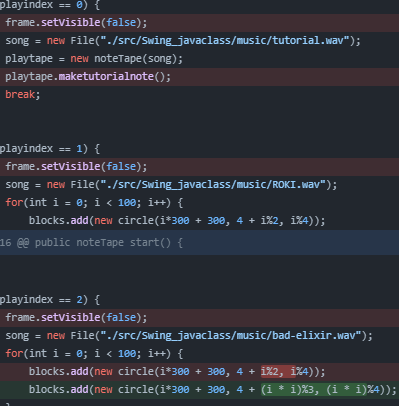 playindex == 0) {
frame.setVisible(false);
song = new File("./src/Swing_javaclass/music/tutorial.wav");
playtape = new noteTape(song);
playtape.maketutorialnote();
break;
playindex == 1) {
frame.setVisible(false);
song = new File("./src/Swing_javaclass/music/ROKI.wav");
for(int i = 0; i < 100; i++) {
blocks.add(new circle(i*300 + 300, 4 + i%2, i%4));
16 @@ public noteTape start() {
playindex == 2) {
frame.setVisible(false);
song = new File("./src/Swing_javaclass/music/bad-elixir.wav");
for(int i = 0; i < 100; i++) {
blocks.add(new circle(i*300 + 300, 4 + i%2, i%4));
blocks.add(new circle(i*300 + 300, 4 + (i * i)%3, (i * i)%4));